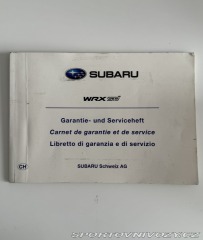 SUBARU
WRX STI
Garantie- und Serviceheft
Carnet de garantie et de service
Libretto di garanzia e di servizio
SUBARU Schweiz AG
CH
SPORTOVNIVOZY.CZ